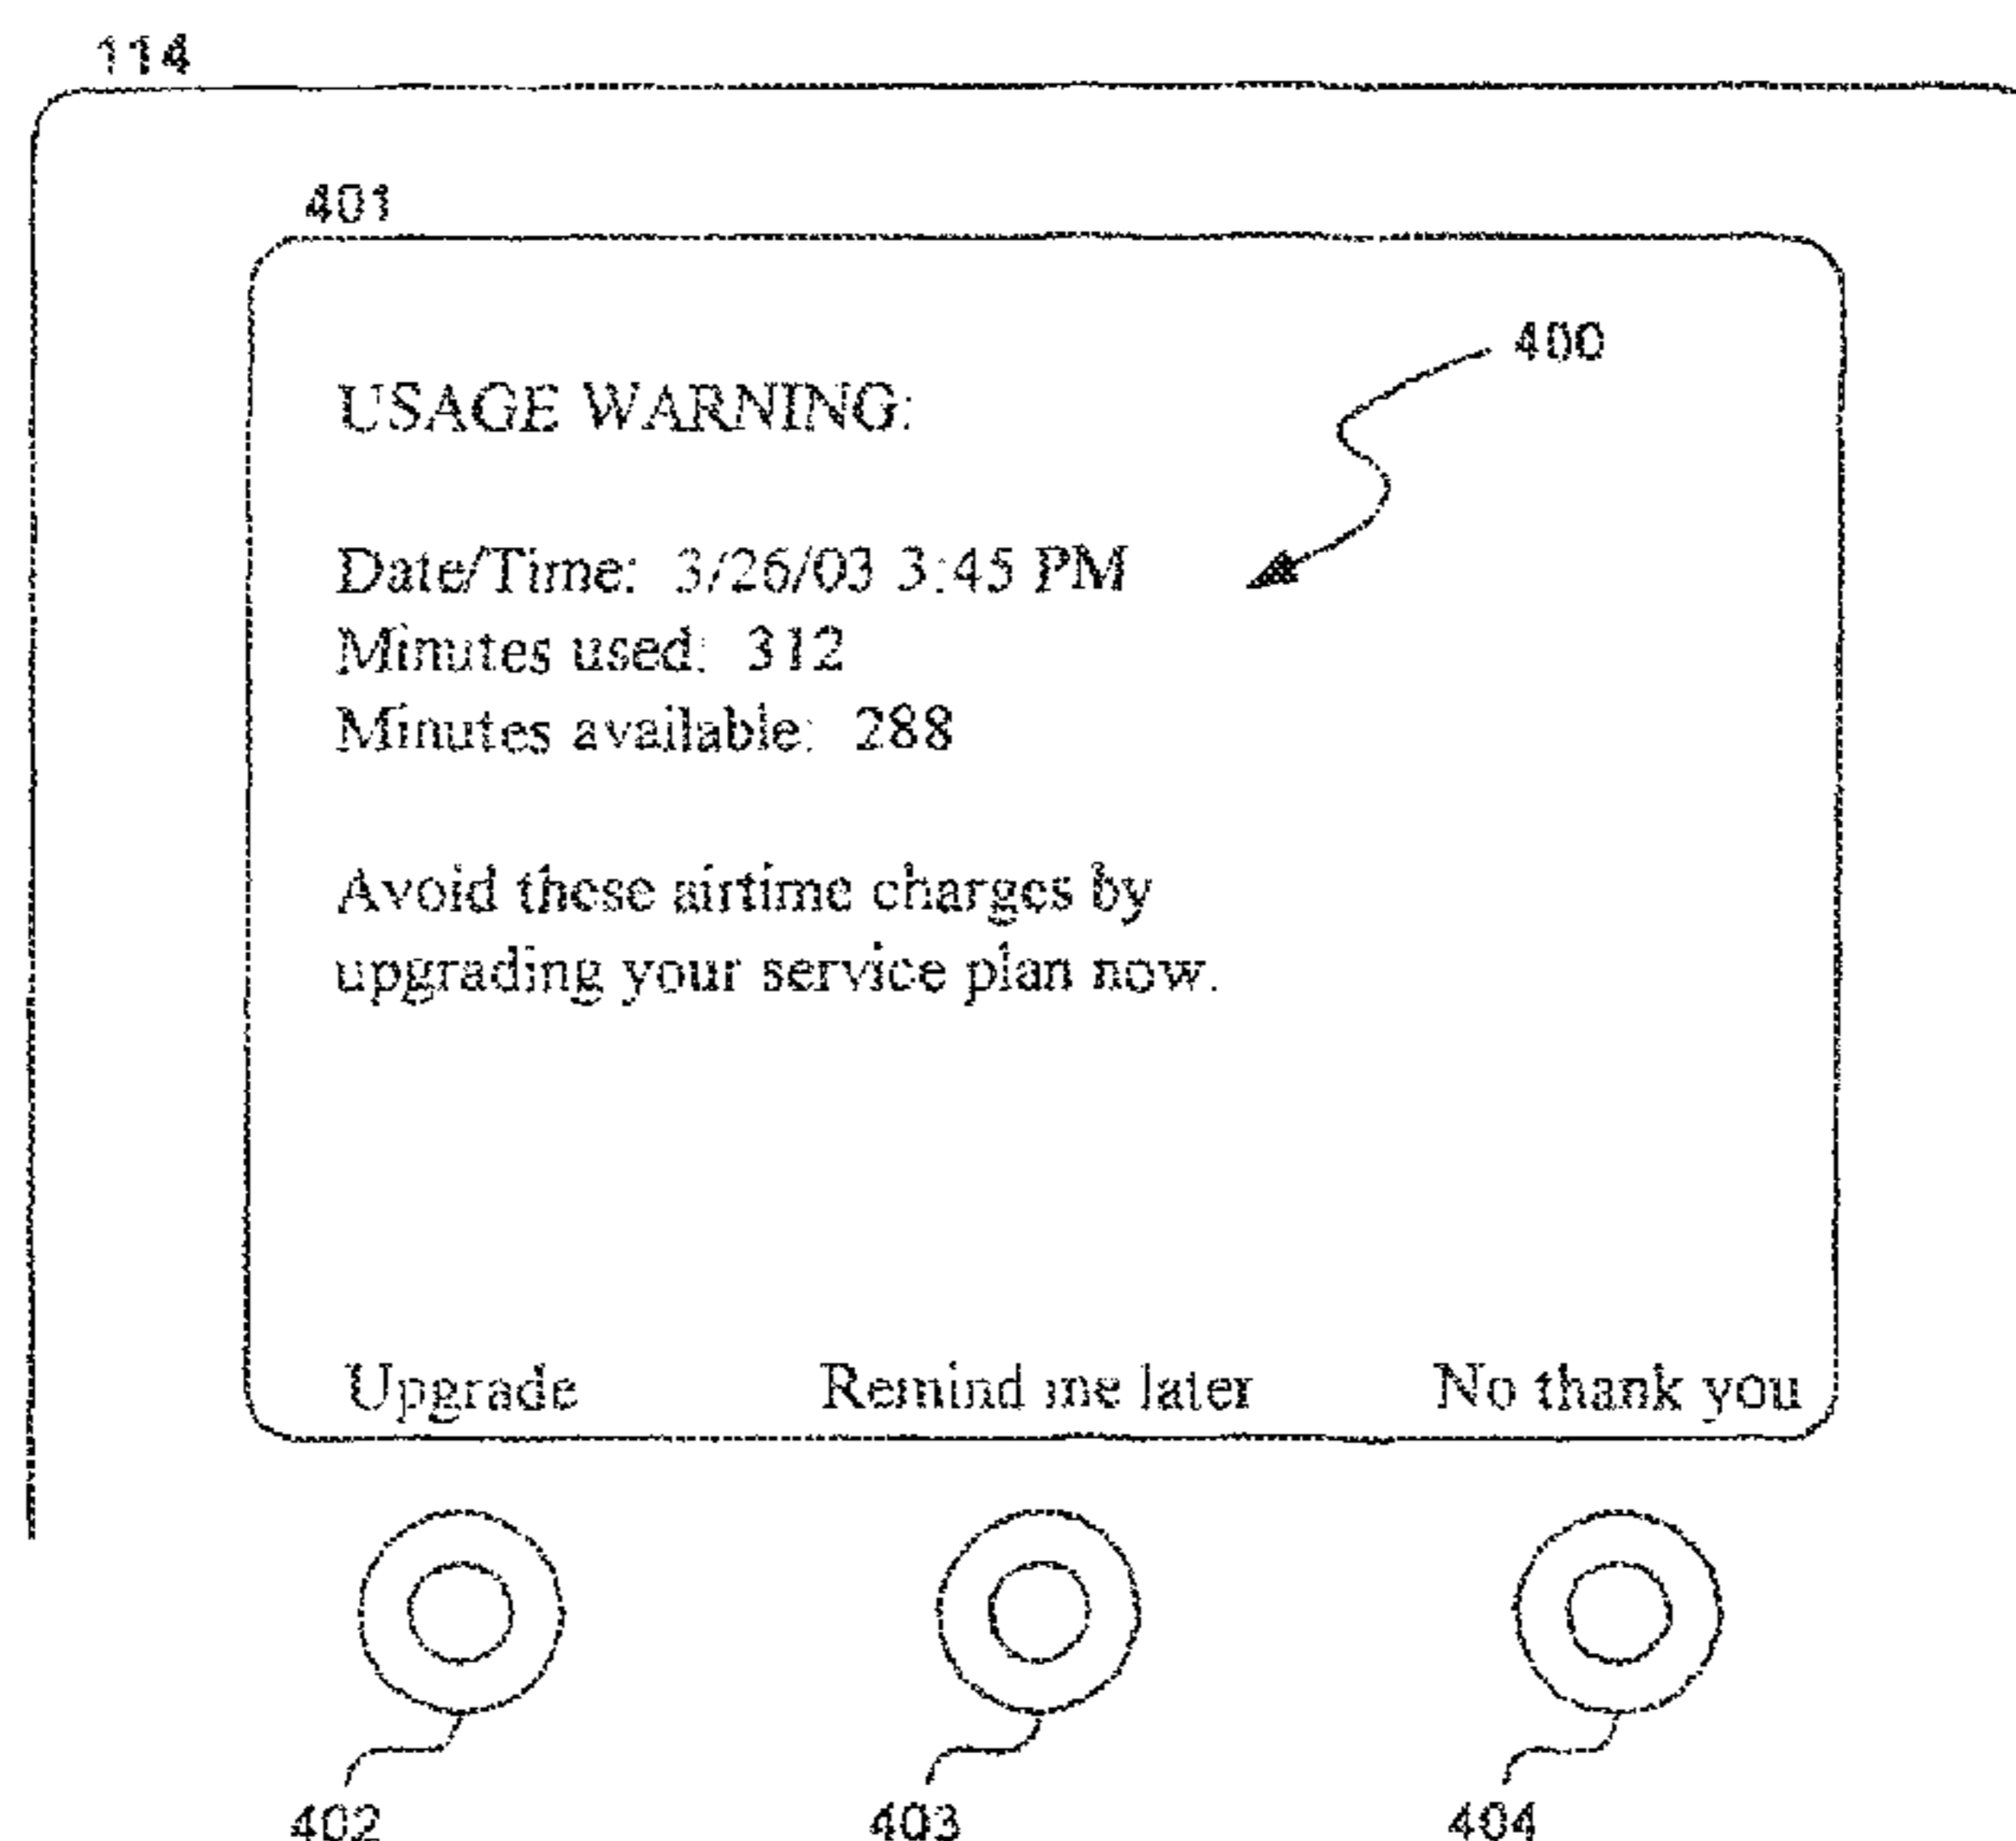 114
401
400
USAGE WARNING:
Date/Time: 3/26/03 3:45 PM
Minutes used: 312
Minutes available: 288
Avoid these airtime charges by
upgrading your service plan now.
Upgrade Remind me later No thank you
402 403 404